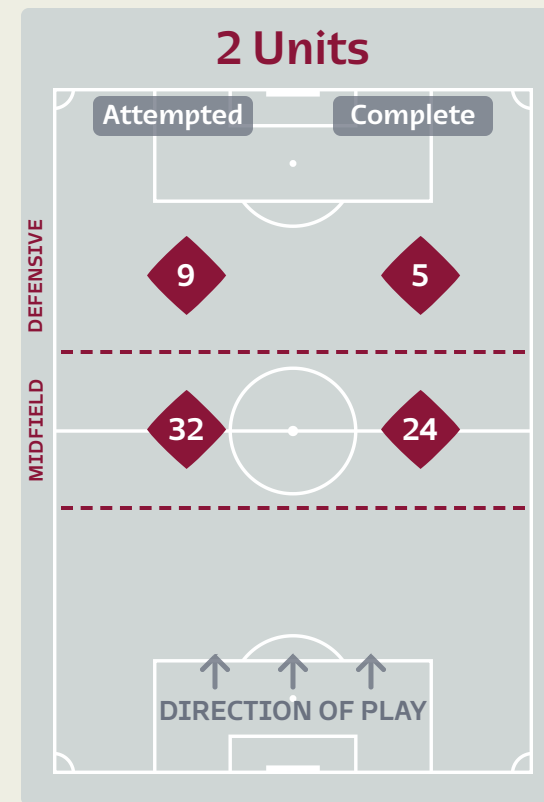 2 Units
Attempted
Complete
DEFENSIVE
9
5
MIDFIELD
32
24
DIRECTION OF PLAY